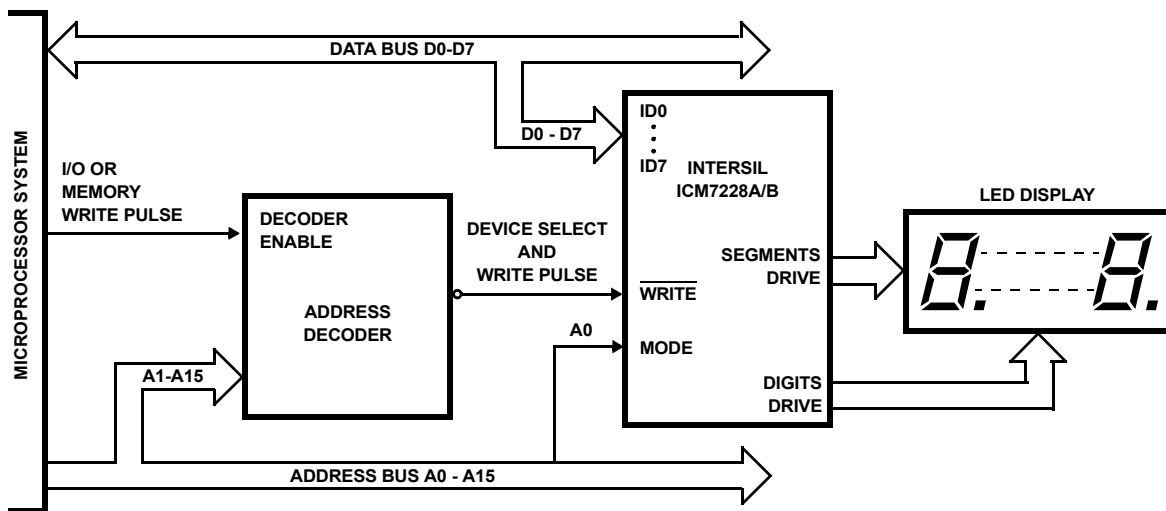 MICROPROCESSOR SYSTEM
DATA BUS D0-D7
D0 - D7
I/O OR
MEMORY
WRITE PULSE
DECODER
ENABLE
ADDRESS
DECODER
A1-A15
DEVICE SELECT
AND
WRITE PULSE
A0
ID0
ID7
INTERSIL
ICM7228A/B
SEGMENTS
DRIVE
WRITE
MODE
DIGITS
DRIVE
LED DISPLAY
8. 8.
ADDRESS BUS A0 - A15